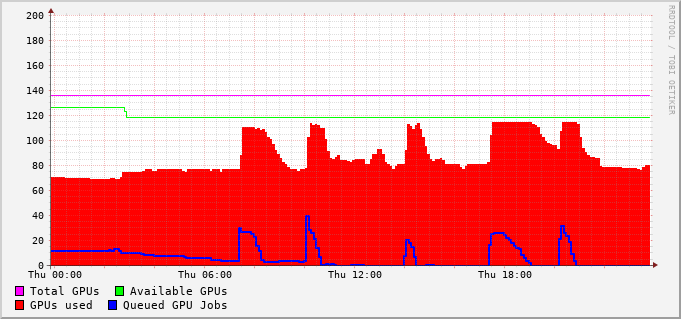 RRDTOOL / TOBI OETIKER
200
180
160
140
120
100
80
60
40
20
0
Thu 00:00 Thu 06:00 Thu 12:00 Thu 18:00
Total GPUs Available GPUs
GPUs used Queued GPU Jobs